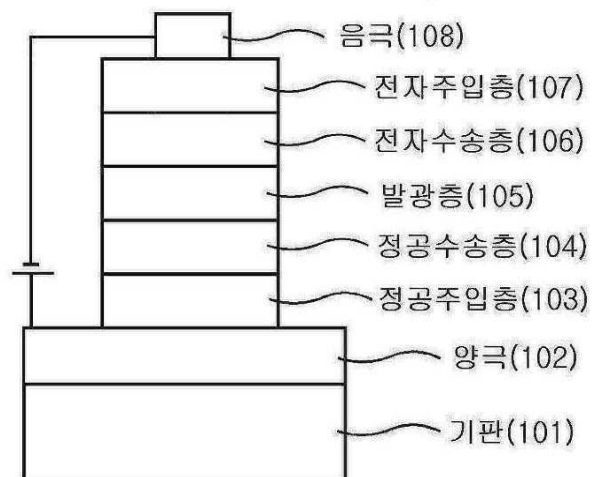 음극(108)
전자주입층(107)
전자수송층(106)
발광층(105)
정공수송층(104)
정공주입층(103)
양극(102)
기판(101)